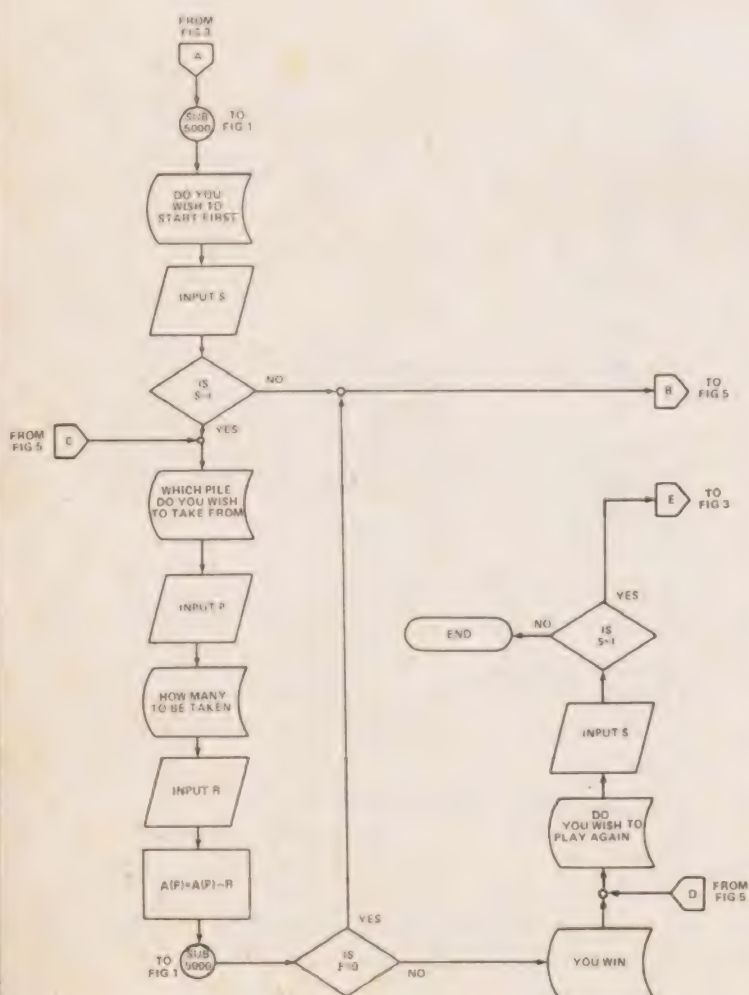 FROM
FIG 3
A
SUB
5000
TO
FIG 1
DO YOU
WISH TO
START FIRST
INPUT S
IS
NO
YES
B
TO
FIG 5
FROM
FIG 5
C
WHICH PILE
DO YOU WISH
TO TAKE FROM
INPUT P
HOW MANY
TO BE TAKEN
INPUT R
A(P)=A(P)-R
TO
FIG 1
SUB
5000
IS
YES
NO
YOU WIN
D
FROM
FIG 5
DO
YOU WISH TO
PLAY AGAIN
INPUT S
IS
NO
END
YES
E
TO
FIG 3